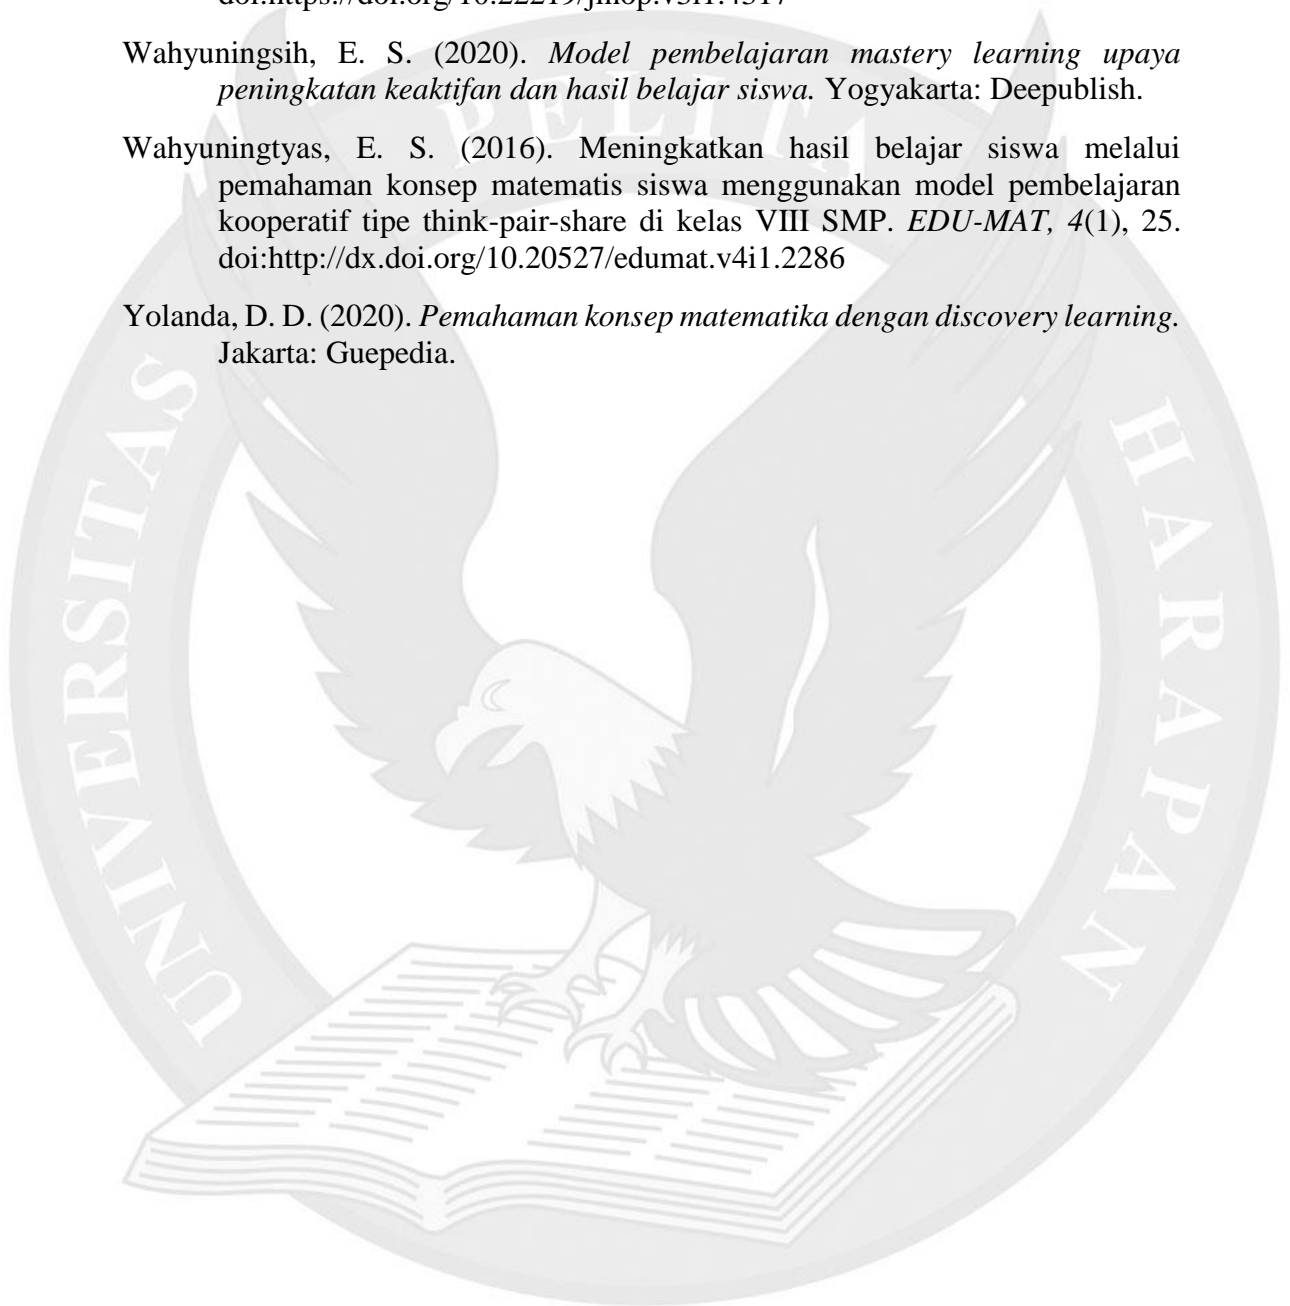 Wahyuningsih, E. S. (2020). Model pembelajaran mastery learning upaya
peningkatan keaktifan dan hasil belajar siswa. Yogyakarta: Deepublish.
Wahyuningtyas, E. S. (2016). Meningkatkan hasil belajar siswa melalui
pemahaman konsep matematis siswa menggunakan model pembelajaran
kooperatif tipe think-pair-share di kelas VIII SMP. EDU-MAT, 4(1), 25.
doi:http://dx.doi.org/10.20527/edumat.v4i1.2286
Yolanda, D. D. (2020). Pemahaman konsep matematika dengan discovery learning.
Jakarta: Guepedia.
UNIVERSITAS PELITA HARAPAN